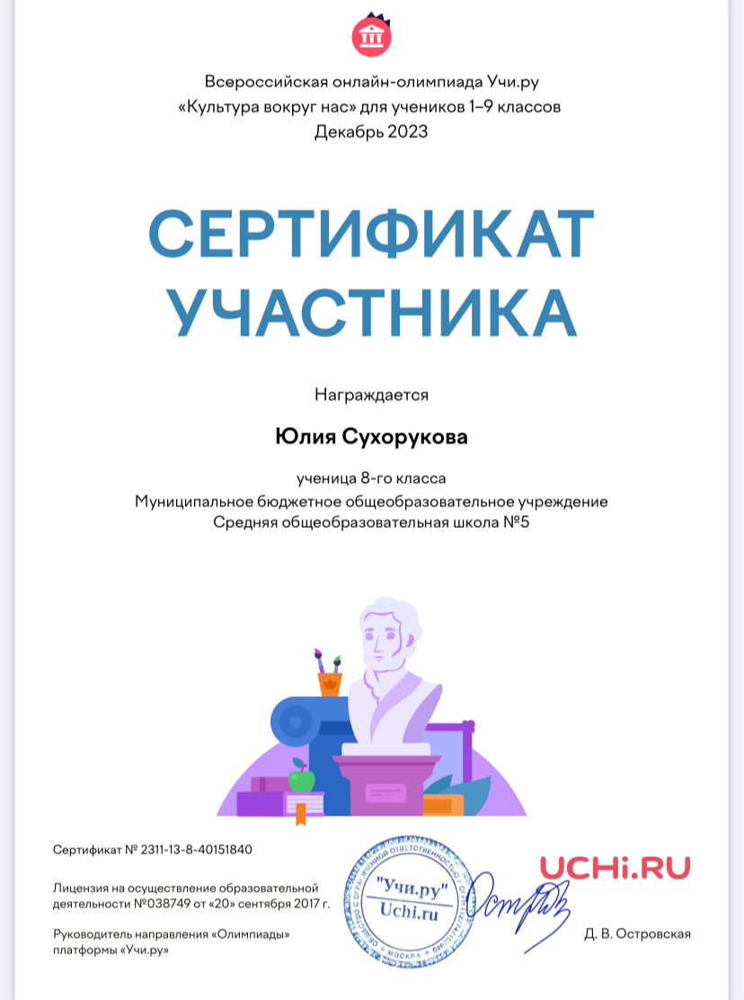 Всероссийская онлайн-олимпиада Учи.ру
«Культура вокруг нас» для учеников 1–9 классов
Декабрь 2023
СЕРТИФИКАТ
УЧАСТНИКА
Награждается
Юлия Сухорукова
ученица 8-го класса
Муниципальное бюджетное общеобразовательное учреждение
Средняя общеобразовательная школа №5
Сертификат № 2311-13-8-40151840
Лицензия на осуществление образовательной
деятельности №038749 от «20» сентября 2017 г.
Руководитель направления «Олимпиады»
платформы «Учи.ру»
ОБЩЕСТВО С ОГРАНИЧЕННОЙ ОТВЕТСТВЕННОСТЬЮ
"Учи.ру"
Uchi.ru
МОСКВА
UCHi.RU
Д. В. Островская